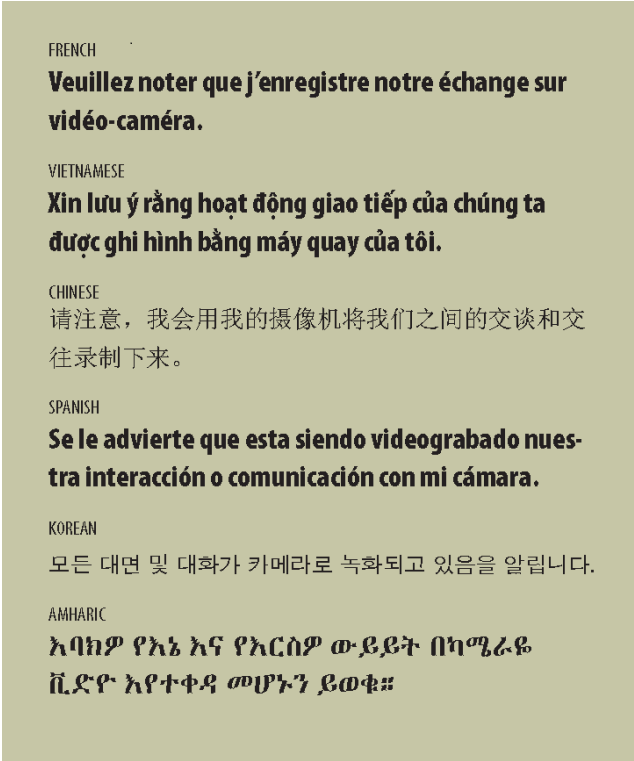 FRENCH
Veuillez noter que j’enregistre notre échange sur
vidéo-caméra.
VIETNAMESE
Xin lưu ý rằng hoạt động giao tiếp của chúng ta
được ghi hình bằng máy quay của tôi.
CHINESE
请注意，我会用我的摄像机将我们之间的交谈和交
往录制下来。
SPANISH
Se le advierte que esta siendo videograbado nues-
tra interacción o comunicación con mi cámara.
KOREAN
모든 대면 및 대화가 카메라로 녹화되고 있음을 알립니다.
AMHARIC
እባክዎ የእኔ እና የእርስዎ ውይይት በካሜራዬ
ቪድዮ እየተቀዳ መሆኑን ይወቁ።